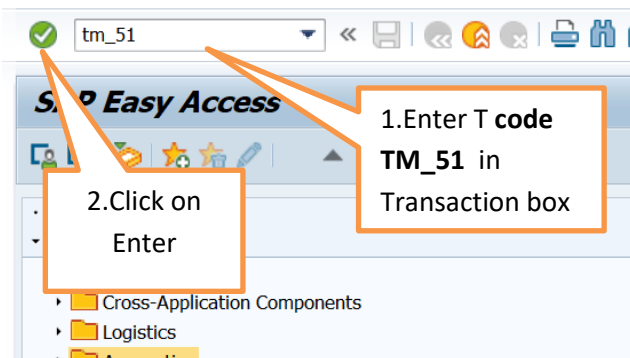 tm_51
SAP Easy Access
1.Enter T code
TM_51 in
Transaction box
2.Click on
Enter
Cross-Application Components
Logistics